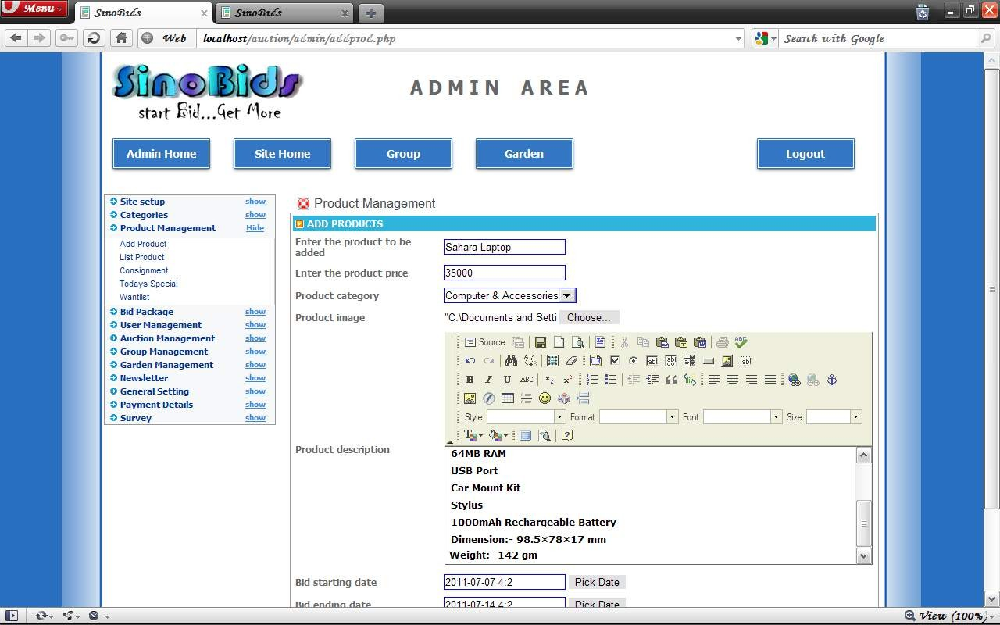 Menu
SinoBids
SinoBids
Web
localhost/auction/admin/addprod.php
Search with Google
SinoBids
start Bid...Get More
ADMIN AREA
Admin Home
Site Home
Group
Garden
Logout
Site setup show
Categories show
Product Management Hide
Add Product
List Product
Consignment
Todays Special
Wantlist
Bid Package show
User Management show
Auction Management show
Group Management show
Garden Management show
Newsletter show
General Setting show
Payment Details show
Survey show
Product Management
ADD PRODUCTS
Enter the product to be
added
Sahara Laptop
Enter the product price
35000
Product category
Computer & Accessories
Product image
"C:\Documents and Setti
Choose...
Source
ABC
B I U ABC x₂ x²
Style Format Font Size
Product description
64MB RAM
USB Port
Car Mount Kit
Stylus
1000mAh Rechargeable Battery
Dimension:- 98.5×78×17 mm
Weight:- 142 gm
Bid starting date
2011-07-07 4:2
Pick Date
Bid ending date
2011-07-14 4:2
Pick Date
View (100%)